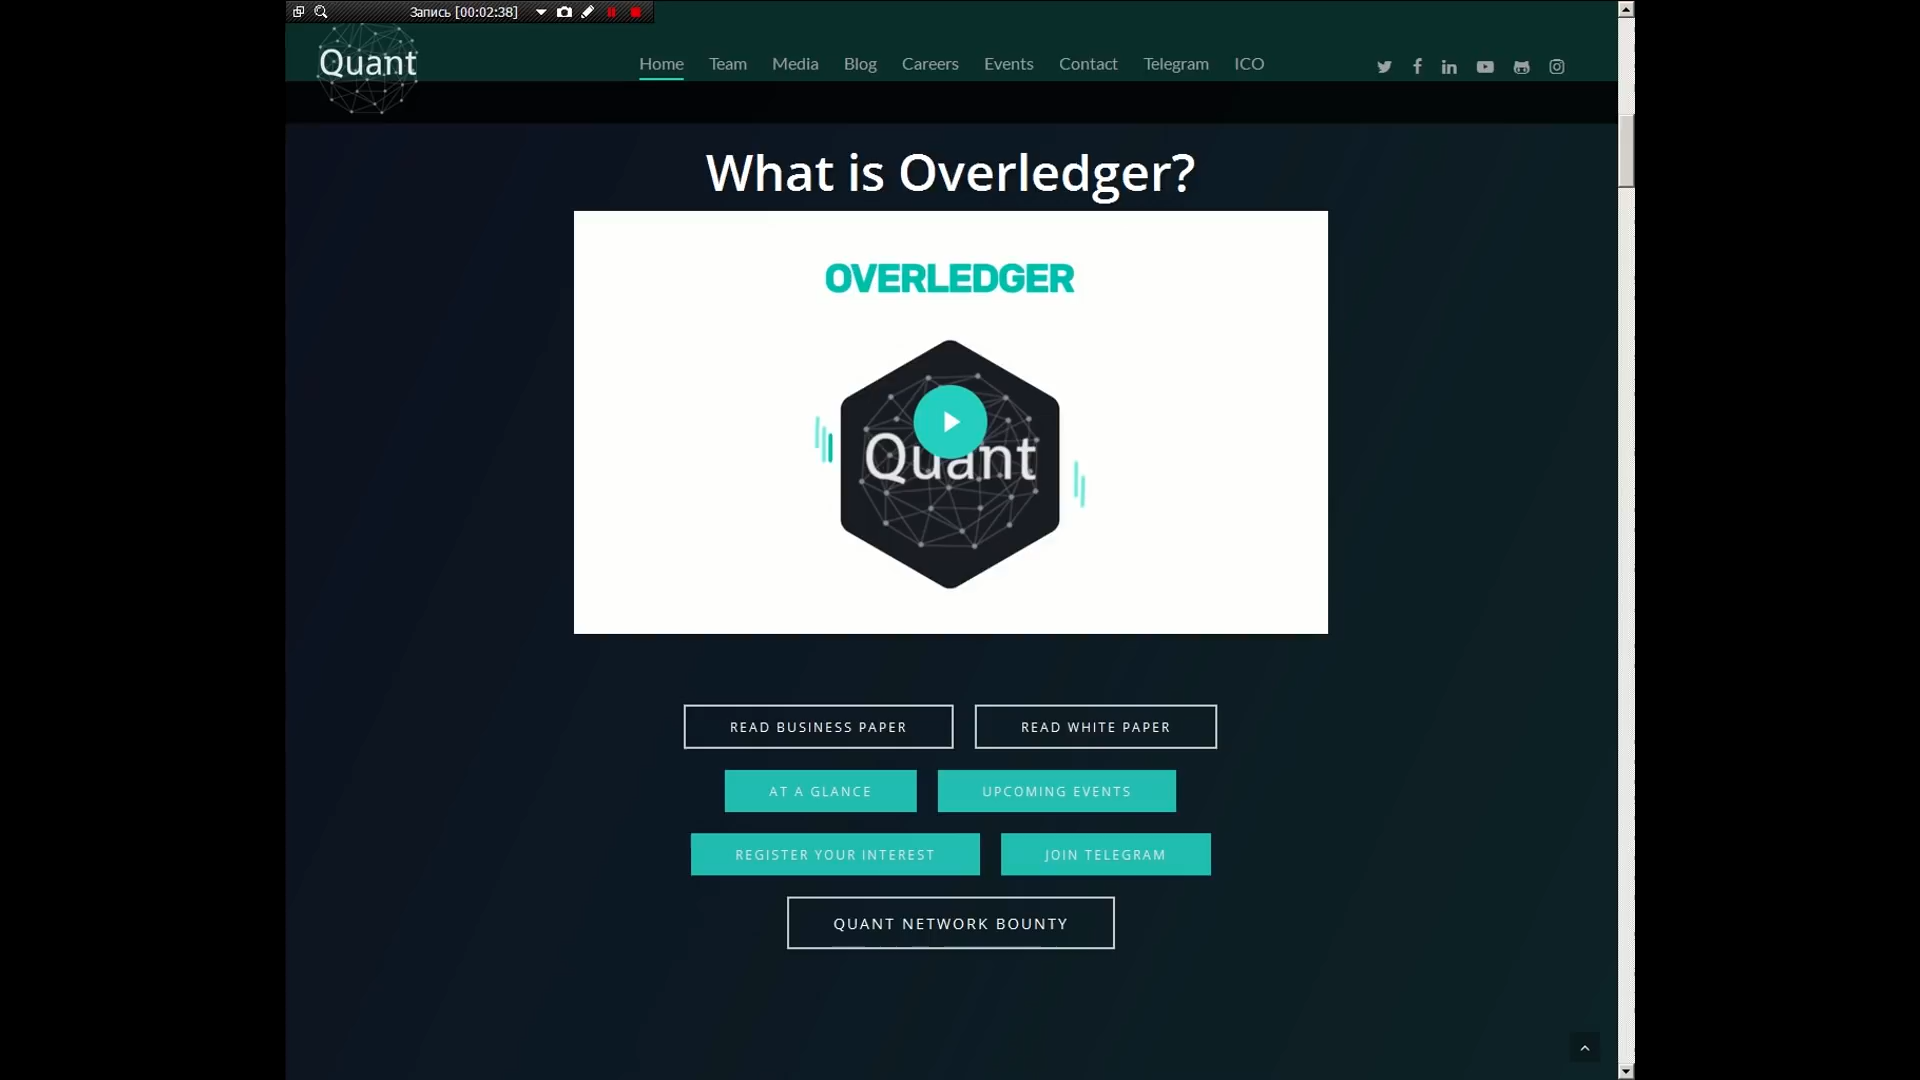 Запись [00:02:38]
Quant
Home Team Media Blog Careers Events Contact Telegram ICO
What is Overledger?
OVERLEDGER
Quant
READ BUSINESS PAPER READ WHITE PAPER
AT A GLANCE UPCOMING EVENTS
REGISTER YOUR INTEREST JOIN TELEGRAM
QUANT NETWORK BOUNTY